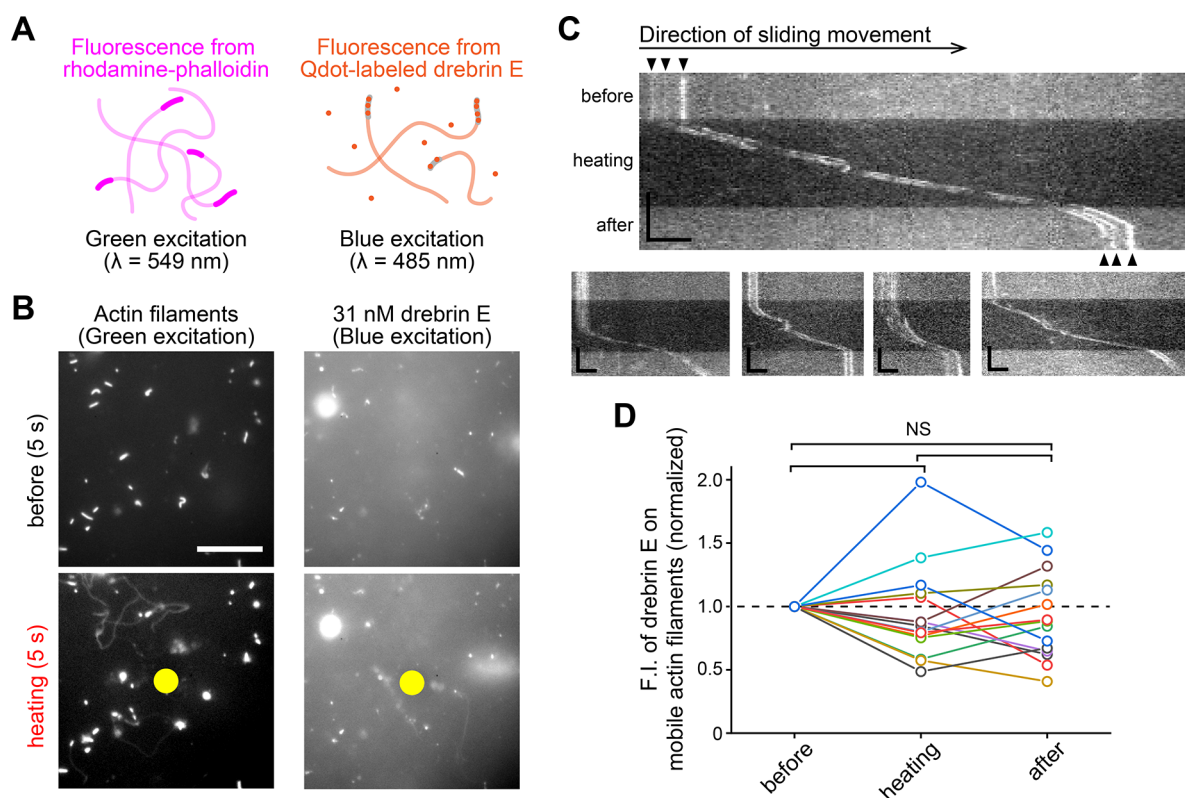 A
Fluorescence from
rhodamine-phalloidin
Green excitation
(λ = 549 nm)
Fluorescence from
Qdot-labeled drebrin E
Blue excitation
(λ = 485 nm)
B
Actin filaments
(Green excitation)
31 nM drebrin E
(Blue excitation)
before (5 s)
heating (5 s)
C
Direction of sliding movement
before
heating
after
D
NS
F.I. of drebrin E on
mobile actin filaments (normalized)
2.0
1.5
1.0
0.5
0
before
heating
after